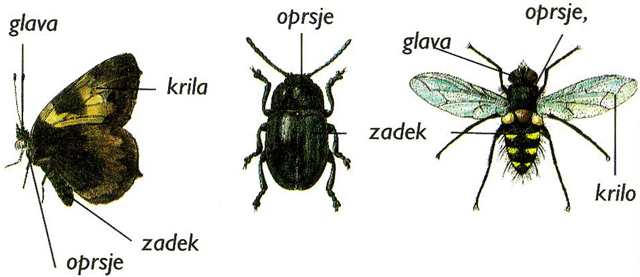 glava
krila
zadek
oprsje
oprsje
zadek
glava
oprsje,
krilo